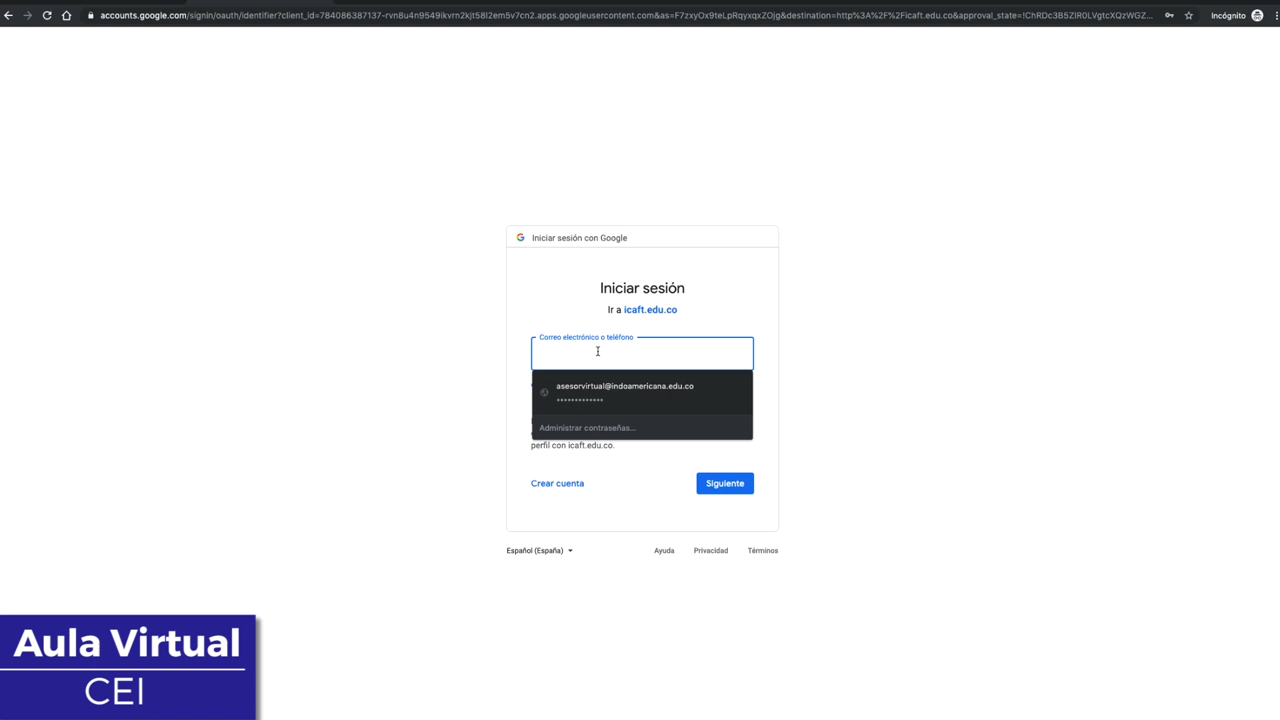 accounts.google.com/signin/oauth/identifier?client_id=784086387137-rvn8u4n9549ikvrn2kjt58l2em5v7cn2.apps.googleusercontent.com&as=F7zxyOx9teLpRqyxqxZOjg&destination=http%3A%2F%2Ficaft.edu.co&approval_state=!ChRDc3B5ZlR0LVgtcXQzWGZ...
Incógnito
Iniciar sesión con Google
Iniciar sesión
Ir a icaft.edu.co
Correo electrónico o teléfono
asesorvirtual@indoamericana.edu.co
•••••••••••••
Administrar contraseñas...
perfil con icaft.edu.co.
Crear cuenta
Siguiente
Español (España)
Ayuda
Privacidad
Términos
Aula Virtual
CEI